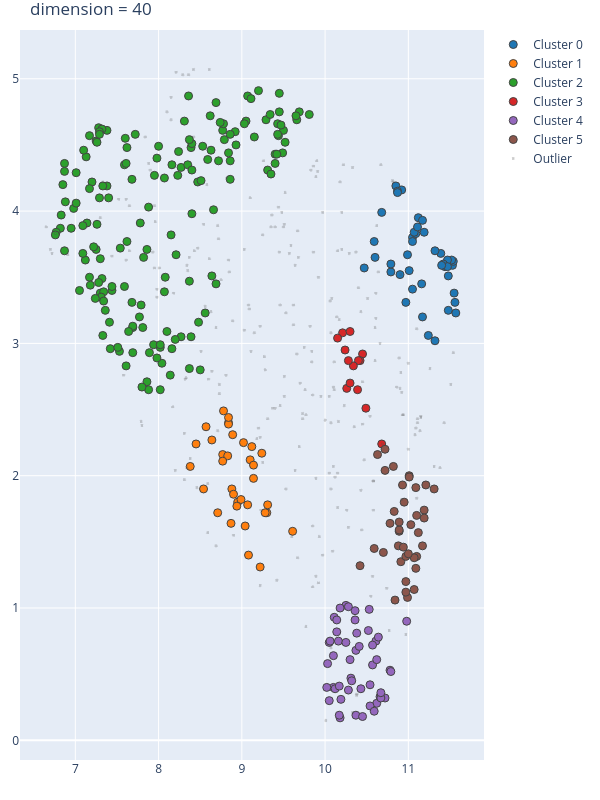 dimension = 40
Cluster 0
Cluster 1
Cluster 2
Cluster 3
Cluster 4
Cluster 5
Outlier
5
4
3
2
1
0
7 8 9 10 11